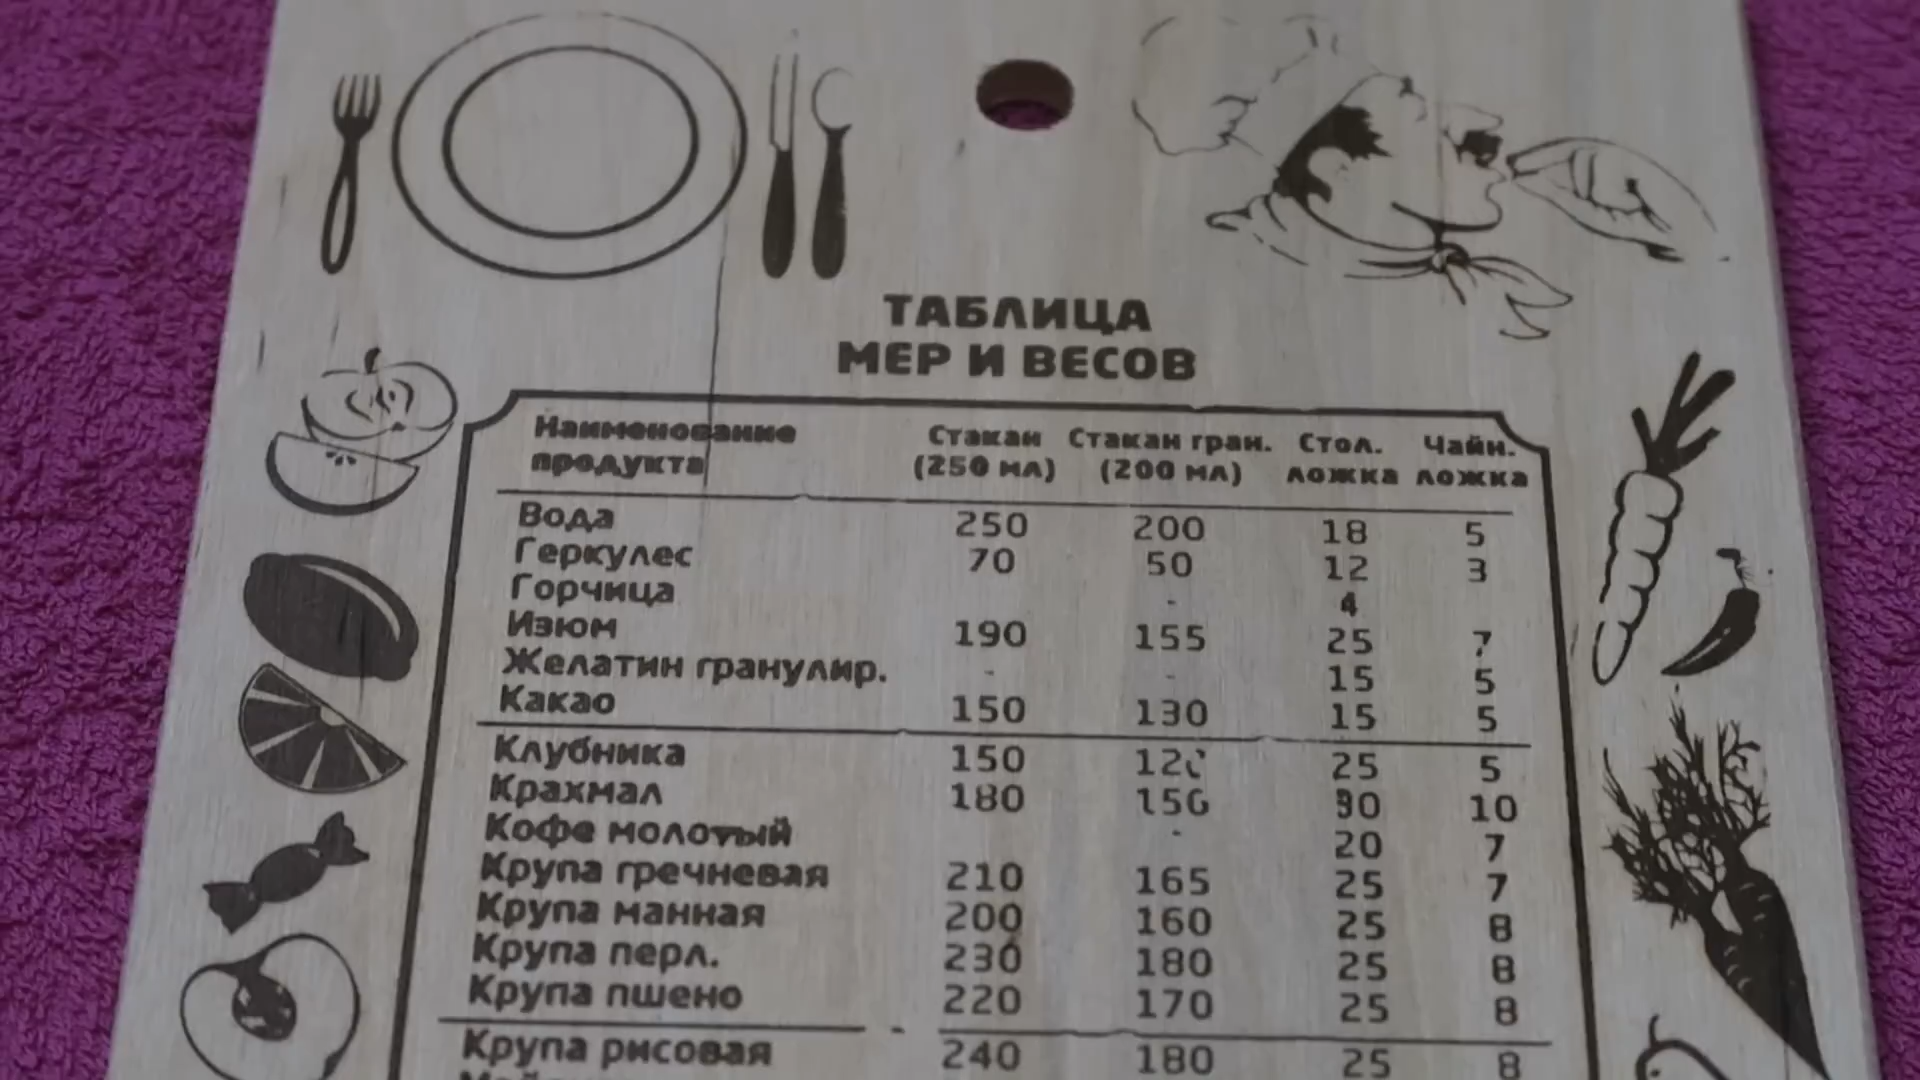 ТАБЛИЦА
МЕР И ВЕСОВ
Наименование продукта Стакан (250 мл) Стакан гран. (200 мл) Стол. ложка Чайн. ложка
Вода 250 200 18 5
Геркулес 70 50 12 3
Горчица - 4
Изюм 190 155 25 7
Желатин гранулир. - - 15 5
Какао 150 130 15 5
Клубника 150 120 25 5
Крахмал 180 150 30 10
Кофе молотый - 20 7
Крупа гречневая 210 165 25 7
Крупа манная 200 160 25 8
Крупа перл. 230 180 25 8
Крупа пшено 220 170 25 8
Крупа рисовая 240 180 25 8